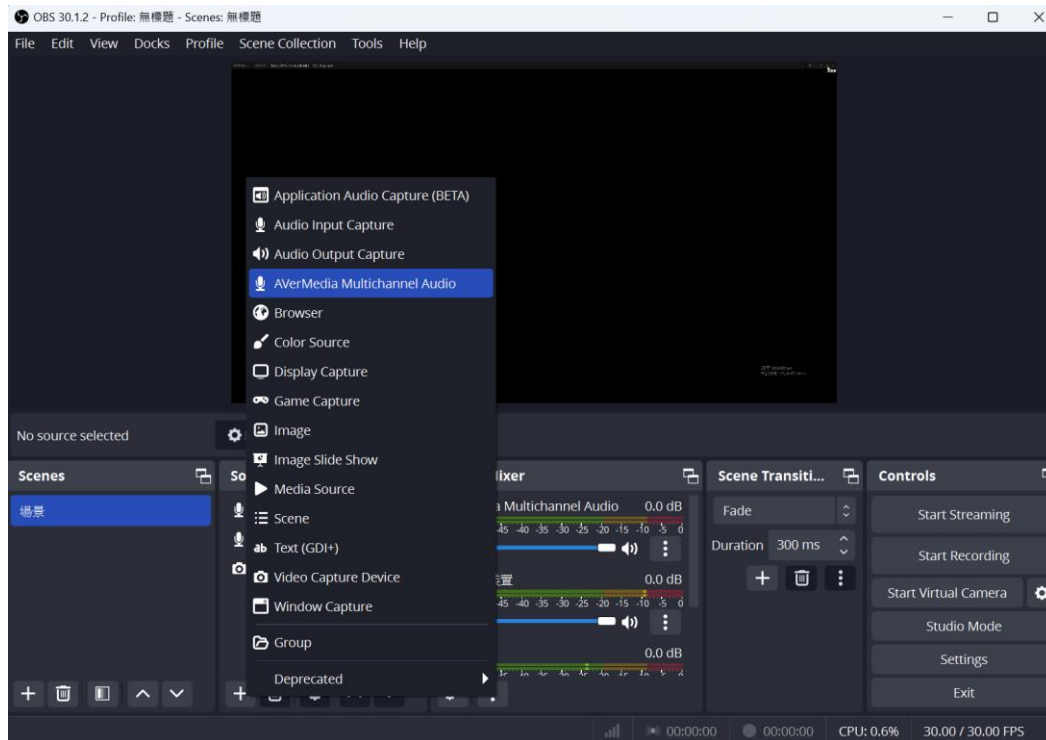 OBS 30.1.2 - Profile: 無標題 - Scenes: 無標題
File Edit View Docks Profile Scene Collection Tools Help
Application Audio Capture (BETA)
Audio Input Capture
Audio Output Capture
AVerMedia Multichannel Audio
Browser
Color Source
Display Capture
Game Capture
Image
Image Slide Show
Media Source
Scene
ab Text (GDI+)
Video Capture Device
Window Capture
Group
Deprecated
No source selected
Scenes
場景
So
ixer
a Multichannel Audio 0.0 dB
-45 -40 -35 -30 -25 -20 -15 -10 -5 0
置 0.0 dB
-45 -40 -35 -30 -25 -20 -15 -10 -5 0
0.0 dB
Scene Transiti...
Fade
Duration 300 ms
Controls
Start Streaming
Start Recording
Start Virtual Camera
Studio Mode
Settings
Exit
00:00:00 00:00:00 CPU: 0.6% 30.00 / 30.00 FPS